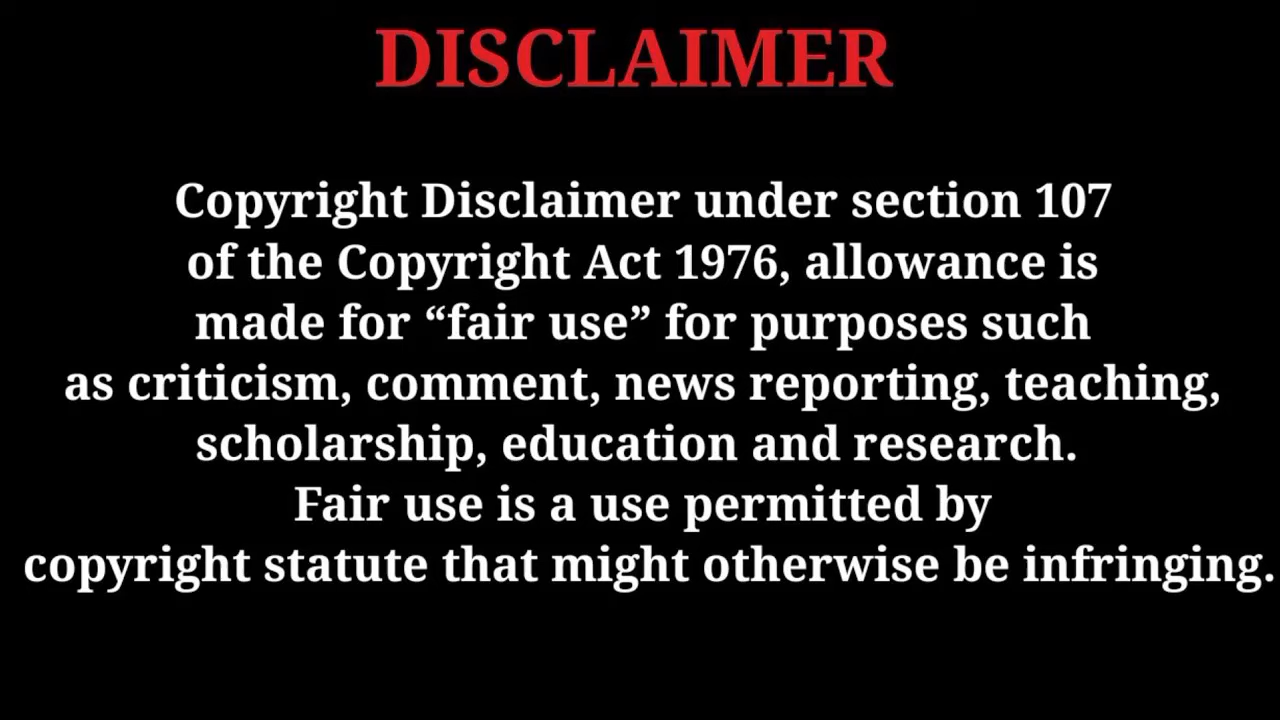 DISCLAIMER
Copyright Disclaimer under section 107
of the Copyright Act 1976, allowance is
made for “fair use” for purposes such
as criticism, comment, news reporting, teaching,
scholarship, education and research.
Fair use is a use permitted by
copyright statute that might otherwise be infringing.